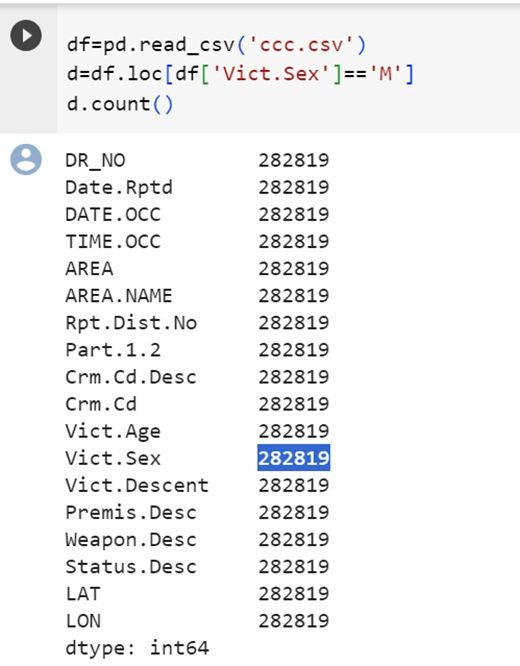 df=pd.read_csv('ccc.csv')
d=df.loc[df['Vict.Sex']=='M']
d.count()
DR_NO 282819
Date.Rptd 282819
DATE.OCC 282819
TIME.OCC 282819
AREA 282819
AREA.NAME 282819
Rpt.Dist.No 282819
Part.1.2 282819
Crm.Cd.Desc 282819
Crm.Cd 282819
Vict.Age 282819
Vict.Sex 282819
Vict.Descent 282819
Premis.Desc 282819
Weapon.Desc 282819
Status.Desc 282819
LAT 282819
LON 282819
dtype: int64